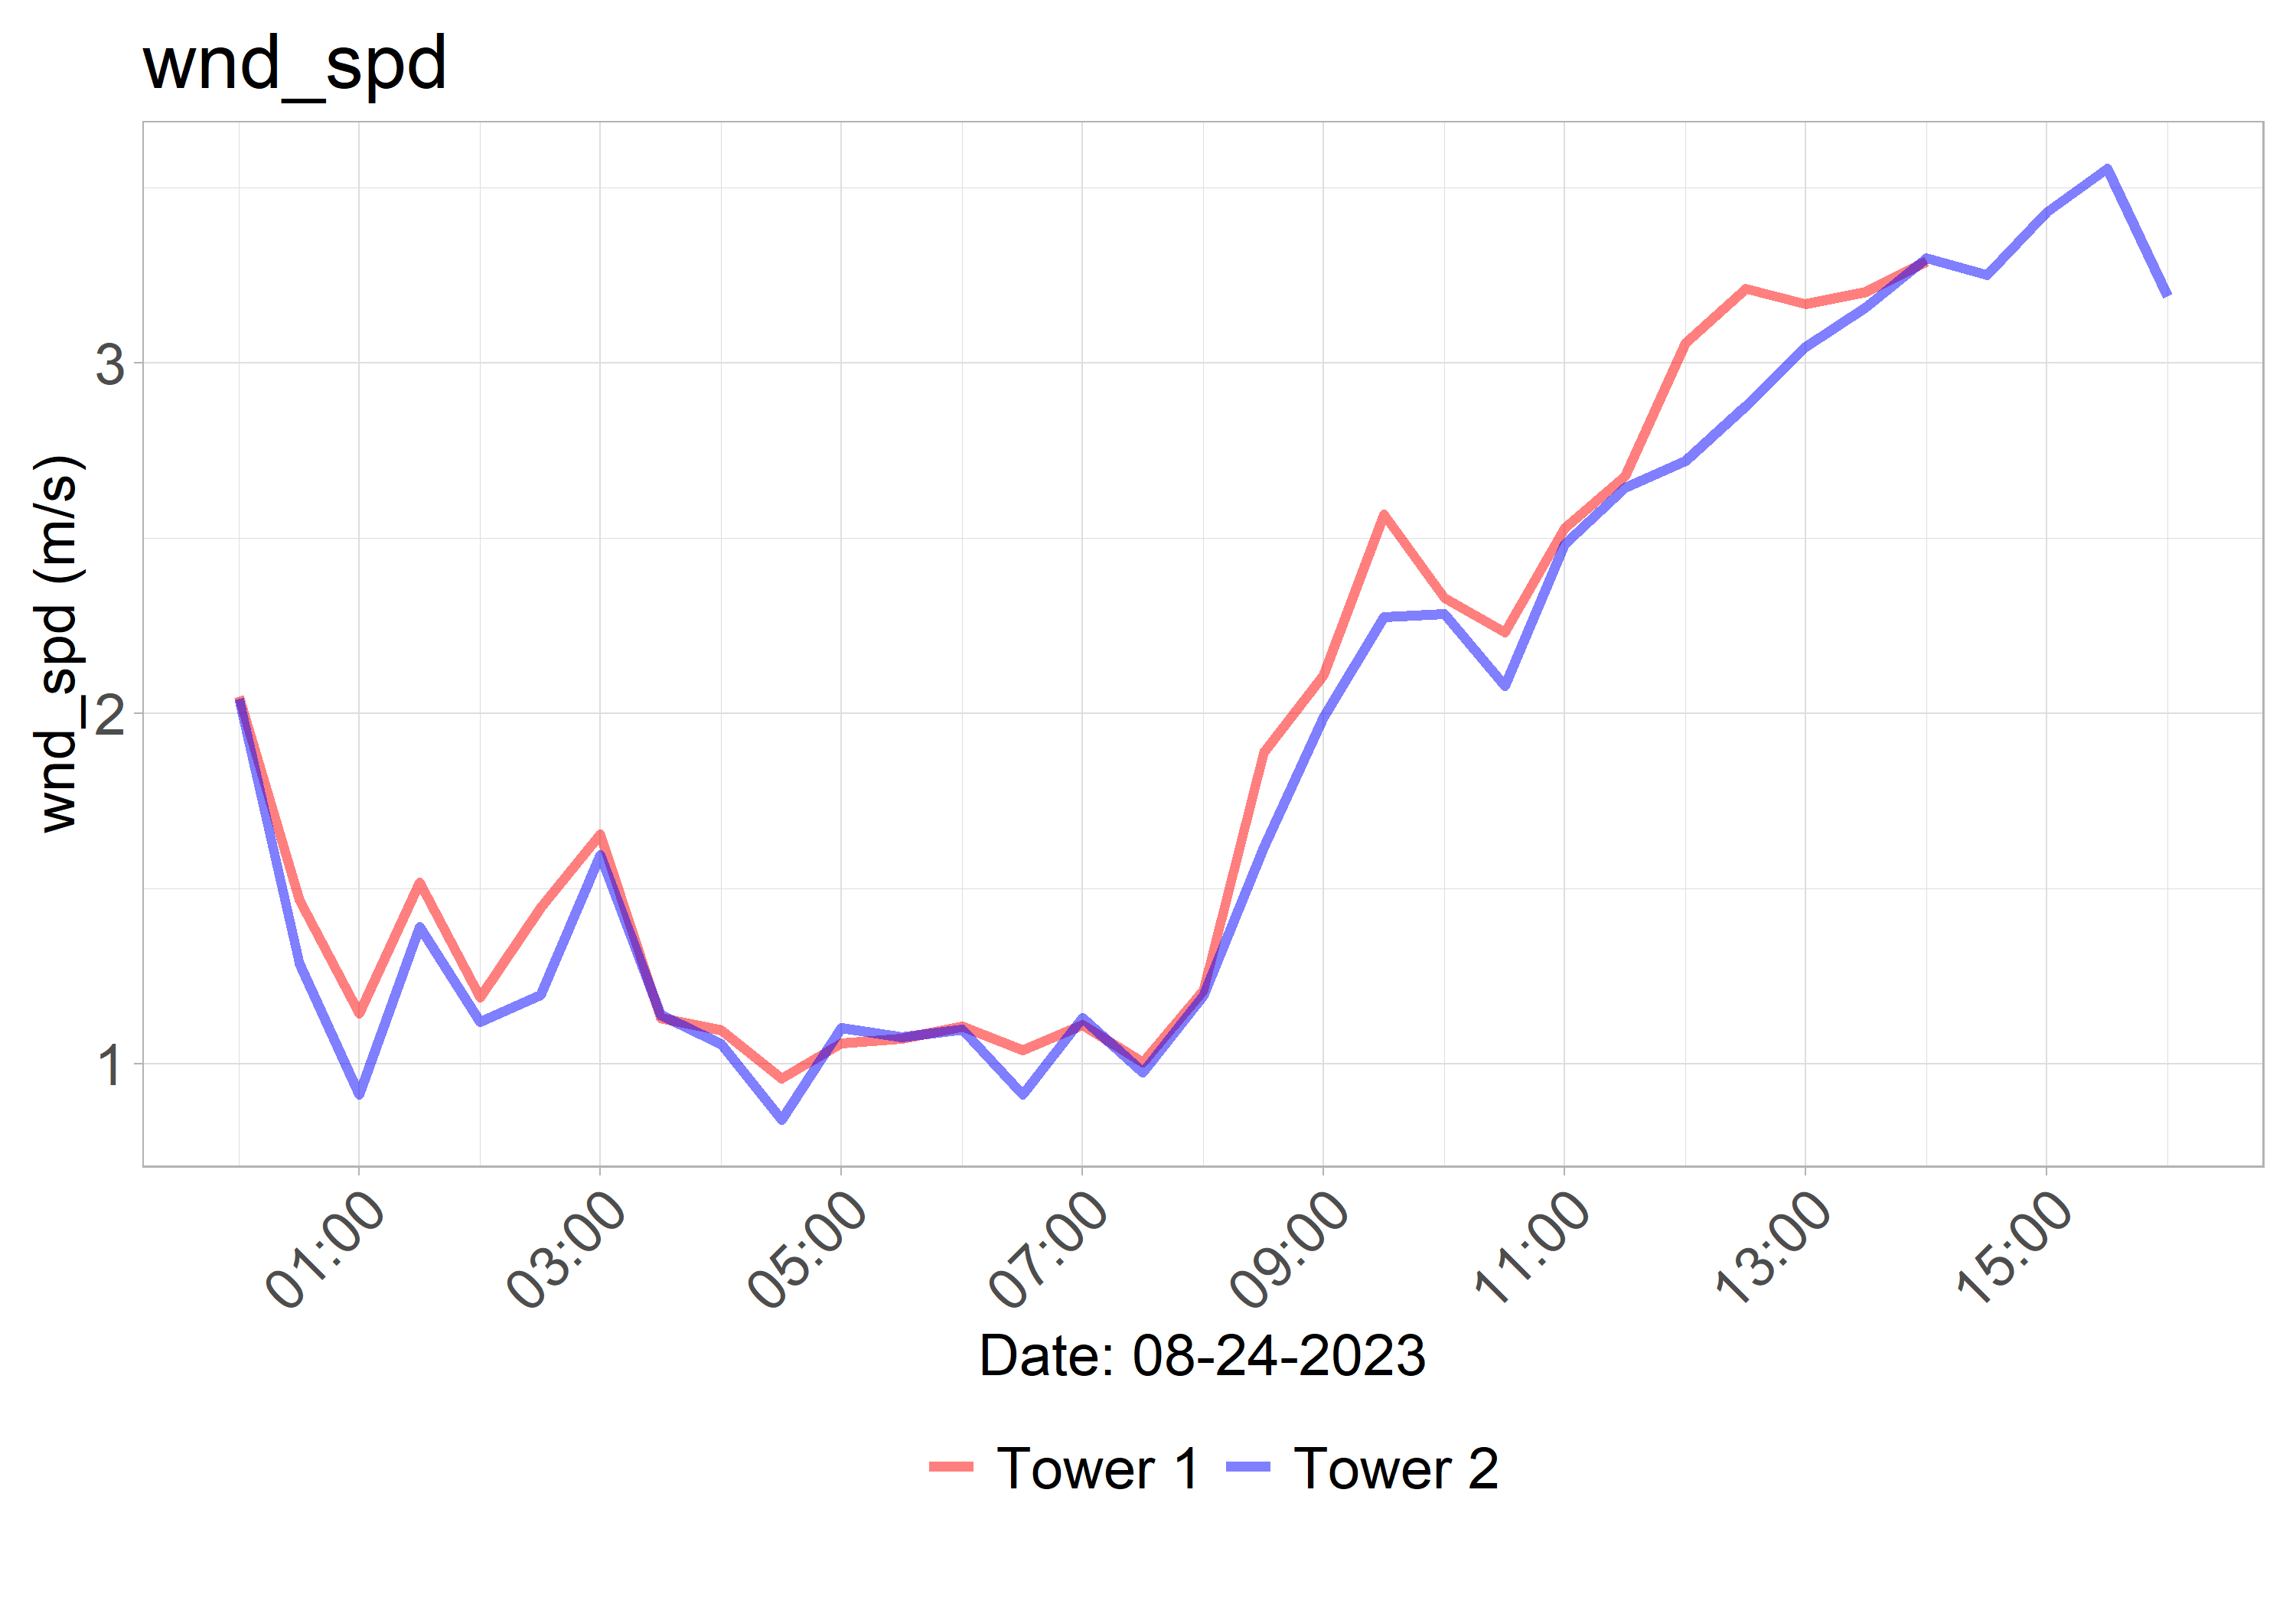 wnd_spd
wnd_spd (m/s)
3
2
1
01:00 03:00 05:00 07:00 09:00 11:00 13:00 15:00
Date: 08-24-2023
Tower 1 Tower 2